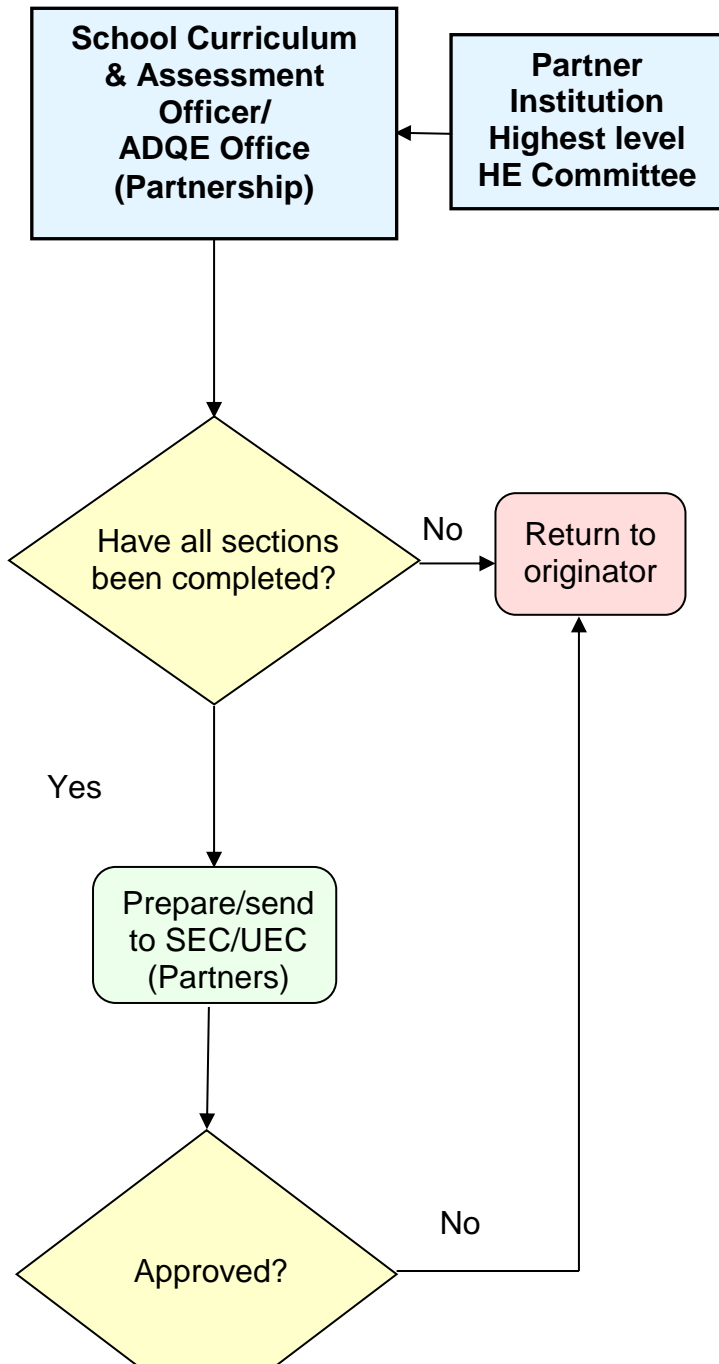 School Curriculum
& Assessment
Officer/
ADQE Office
(Partnership)
Partner
Institution
Highest level
HE Committee
Have all sections
been completed?
No
Return to
originator
Yes
Prepare/send
to SEC/UEC
(Partners)
Approved?
No